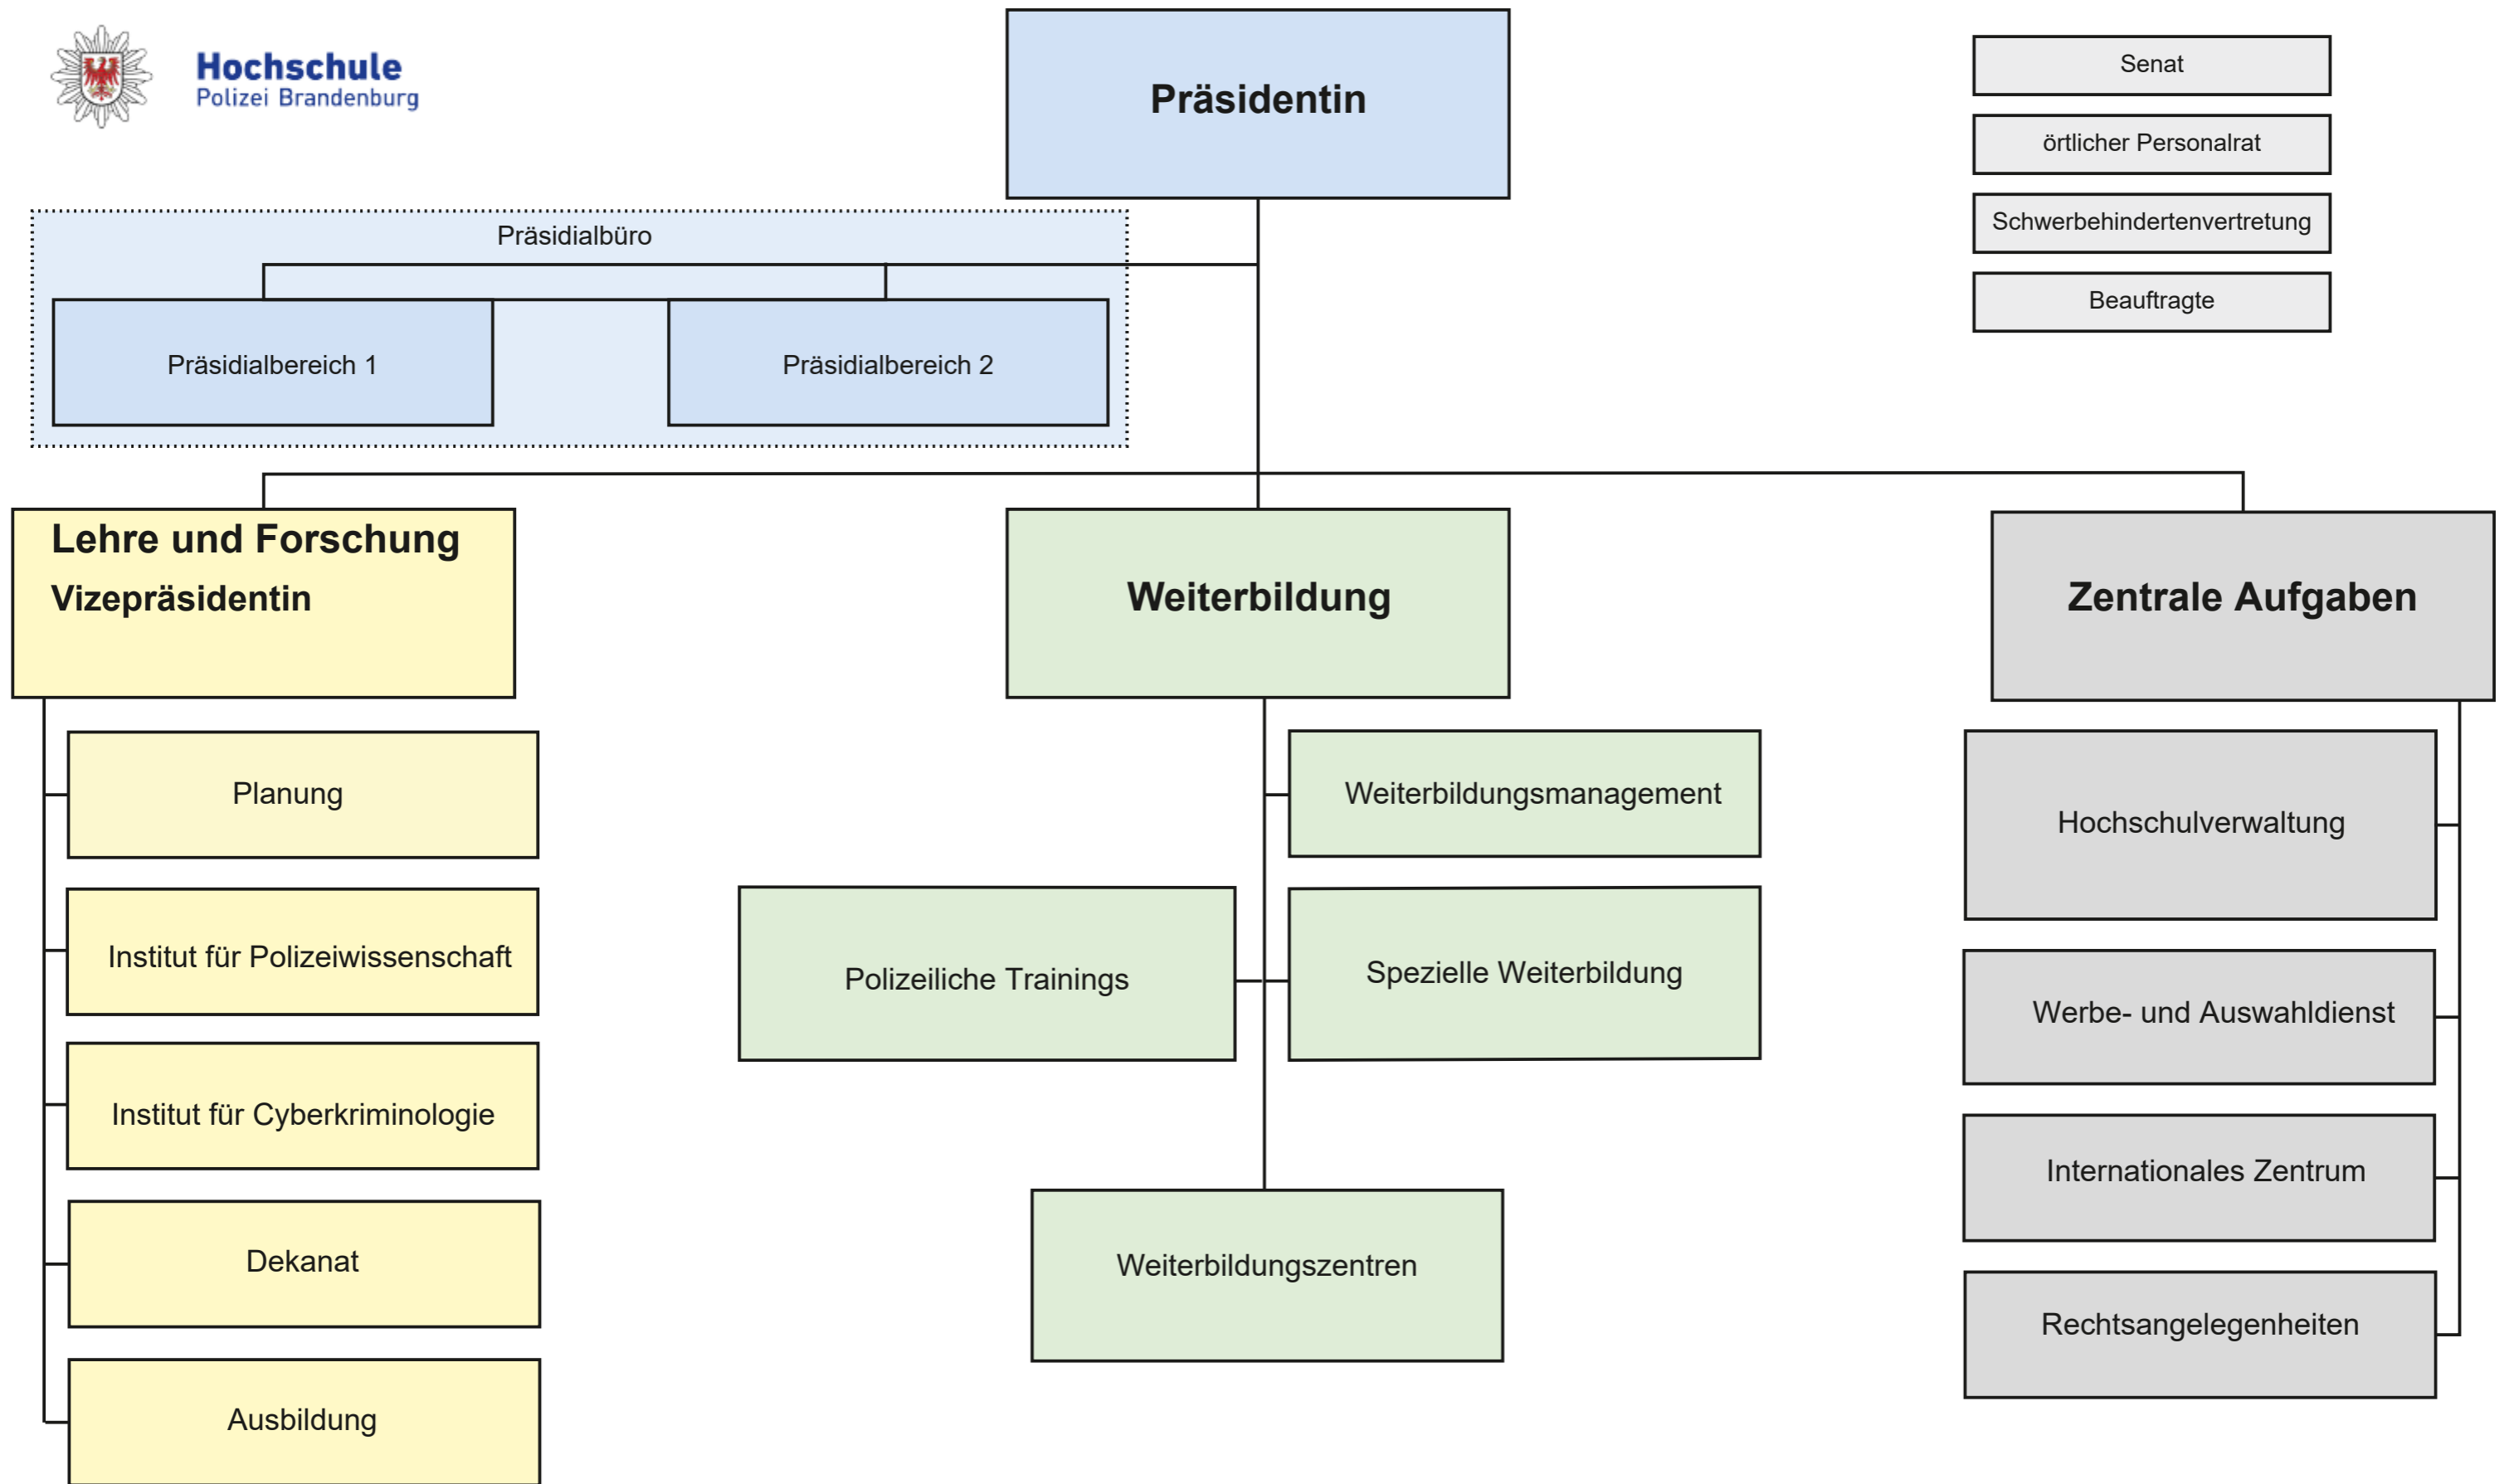 Hochschule
Polizei Brandenburg
Präsidentin
Senat
örtlicher Personalrat
Schwerbehindertenvertretung
Beauftragte
Präsidialbüro
Präsidialbereich 1
Präsidialbereich 2
Lehre und Forschung
Vizepräsidentin
Planung
Institut für Polizeiwissenschaft
Institut für Cyberkriminologie
Dekanat
Ausbildung
Weiterbildung
Weiterbildungsmanagement
Polizeiliche Trainings
Spezielle Weiterbildung
Weiterbildungszentren
Zentrale Aufgaben
Hochschulverwaltung
Werbe- und Auswahldienst
Internationales Zentrum
Rechtsangelegenheiten